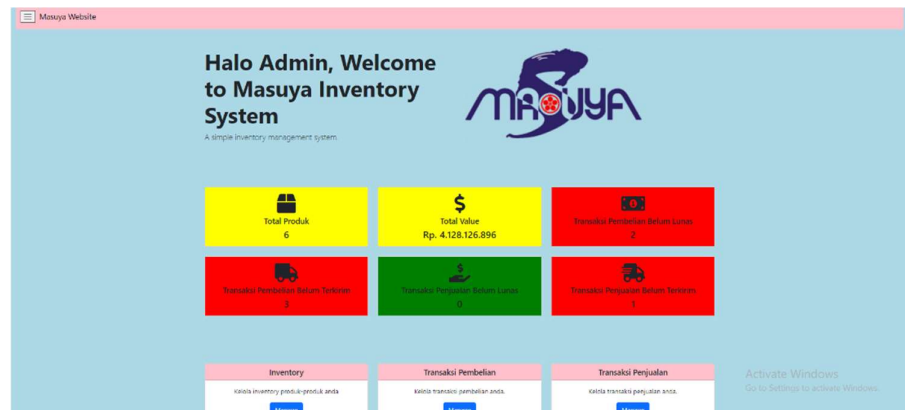 Masuya Website
Halo Admin, Welcome
to Masuya Inventory
System
A simple inventory management system
MASUYA
Total Produk
6
Total Value
Rp. 4.128.126.896
Transaksi Pembelian Belum Lunas
2
Transaksi Pembelian Belum Terkirim
3
Transaksi Penjualan Belum Lunas
0
Transaksi Penjualan Belum Terkirim
1
Inventory
Kelola inventory produk-produk anda
Transaksi Pembelian
Kelola transaksi pembelian anda.
Transaksi Penjualan
Kelola transaksi penjualan anda.
Activate Windows
Go to Settings to activate Windows.